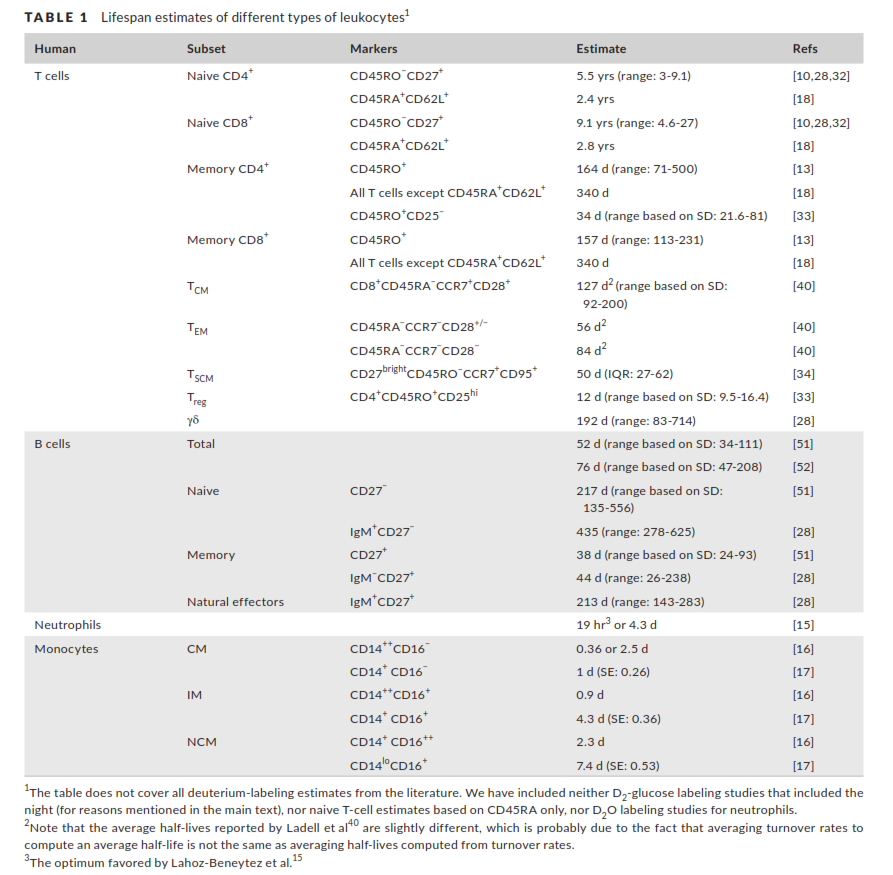 TABLE 1 Lifespan estimates of different types of leukocytes¹
Human Subset Markers Estimate Refs
T cells Naive CD4⁺ CD45RO⁻CD27⁺ 5.5 yrs (range: 3-9.1) [10,28,32]
CD45RA⁺CD62L⁺ 2.4 yrs [18]
Naive CD8⁺ CD45RO⁻CD27⁺ 9.1 yrs (range: 4.6-27) [10,28,32]
CD45RA⁺CD62L⁺ 2.8 yrs [18]
Memory CD4⁺ CD45RO⁺ 164 d (range: 71-500) [13]
All T cells except CD45RA⁺CD62L⁺ 340 d [18]
CD45RO⁺CD25⁻ 34 d (range based on SD: 21.6-81) [33]
Memory CD8⁺ CD45RO⁺ 157 d (range: 113-231) [13]
All T cells except CD45RA⁺CD62L⁺ 340 d [18]
T_CM CD8⁺CD45RA⁻CCR7⁺CD28⁺ 127 d² (range based on SD: [40]
92-200)
T_EM CD45RA⁻CCR7⁻CD28⁺/⁻ 56 d² [40]
CD45RA⁻CCR7⁻CD28⁻ 84 d² [40]
T_SCM CD27^bright CD45RO⁻CCR7⁺CD95⁺ 50 d (IQR: 27-62) [34]
T_reg CD4⁺CD45RO⁺CD25^hi 12 d (range based on SD: 9.5-16.4) [33]
γδ 192 d (range: 83-714) [28]
B cells Total 52 d (range based on SD: 34-111) [51]
76 d (range based on SD: 47-208) [52]
Naive CD27⁻ 217 d (range based on SD: [51]
135-556)
IgM⁺CD27⁻ 435 (range: 278-625) [28]
Memory CD27⁺ 38 d (range based on SD: 24-93) [51]
IgM⁻CD27⁺ 44 d (range: 26-238) [28]
Natural effectors IgM⁺CD27⁺ 213 d (range: 143-283) [28]
Neutrophils 19 hr³ or 4.3 d [15]
Monocytes CM CD14⁺⁺CD16⁻ 0.36 or 2.5 d [16]
CD14⁺ CD16⁻ 1 d (SE: 0.26) [17]
IM CD14⁺⁺CD16⁺ 0.9 d [16]
CD14⁺ CD16⁺ 4.3 d (SE: 0.36) [17]
NCM CD14⁺ CD16⁺⁺ 2.3 d [16]
CD14^lo CD16⁺ 7.4 d (SE: 0.53) [17]
¹The table does not cover all deuterium-labeling estimates from the literature. We have included neither D₂-glucose labeling studies that included the
night (for reasons mentioned in the main text), nor naive T-cell estimates based on CD45RA only, nor D₂O labeling studies for neutrophils.
²Note that the average half-lives reported by Ladell et al⁴⁰ are slightly different, which is probably due to the fact that averaging turnover rates to
compute an average half-life is not the same as averaging half-lives computed from turnover rates.
³The optimum favored by Lahoz-Beneytez et al.¹⁵